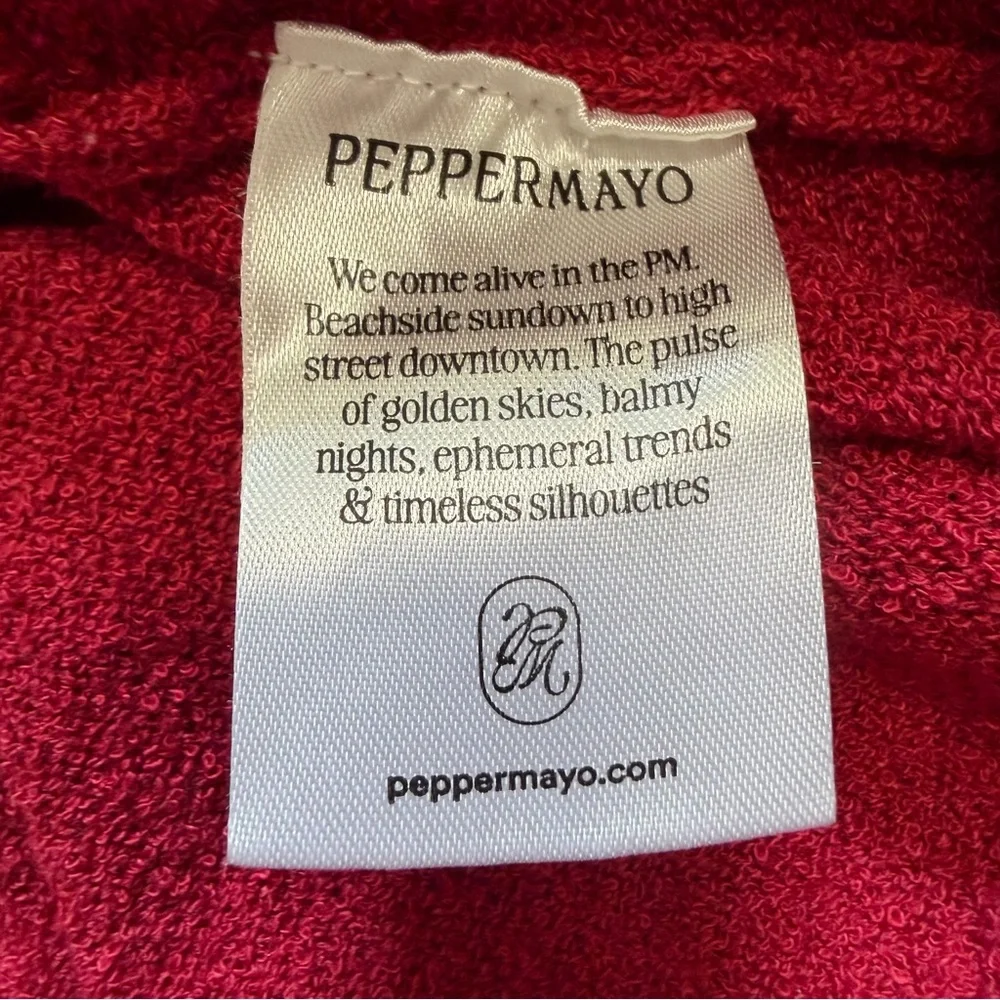 PEPPERMAYO
We come alive in the PM.
Beachside sundown to high
street downtown. The pulse
of golden skies, balmy
nights, ephemeral trends
& timeless silhouettes
PM
peppermayo.com